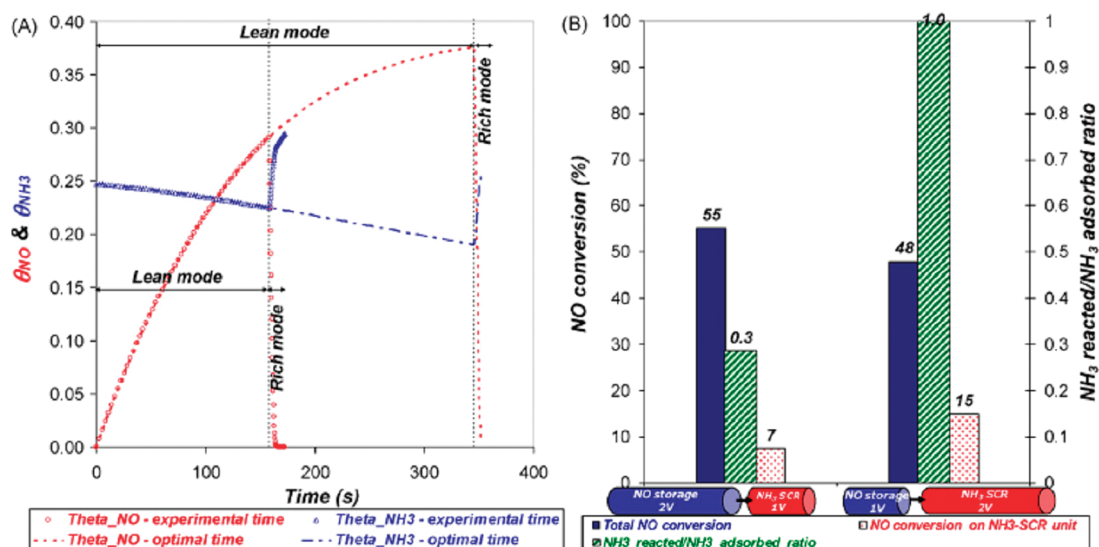 (A)
0.40
0.35
0.30
0.25
0.20
0.15
0.10
0.05
0.00
θNO & θNH3
Lean mode
Rich mode
Lean mode
Rich mode
0
100
200
300
400
Time (s)
Theta_NO - experimental time
Theta_NH3 - experimental time
Theta_NO - optimal time
Theta_NH3 - optimal time
(B)
100
90
80
70
60
50
40
30
20
10
0
NO conversion (%)
55
0.3
7
48
1.0
15
1
0.9
0.8
0.7
0.6
0.5
0.4
0.3
0.2
0.1
0
NH3 reacted/NH3 adsorbed ratio
NO storage
2V
NH3 SCR
1V
NO storage
1V
NH3 SCR
2V
Total NO conversion
NO conversion on NH3-SCR unit
NH3 reacted/NH3 adsorbed ratio